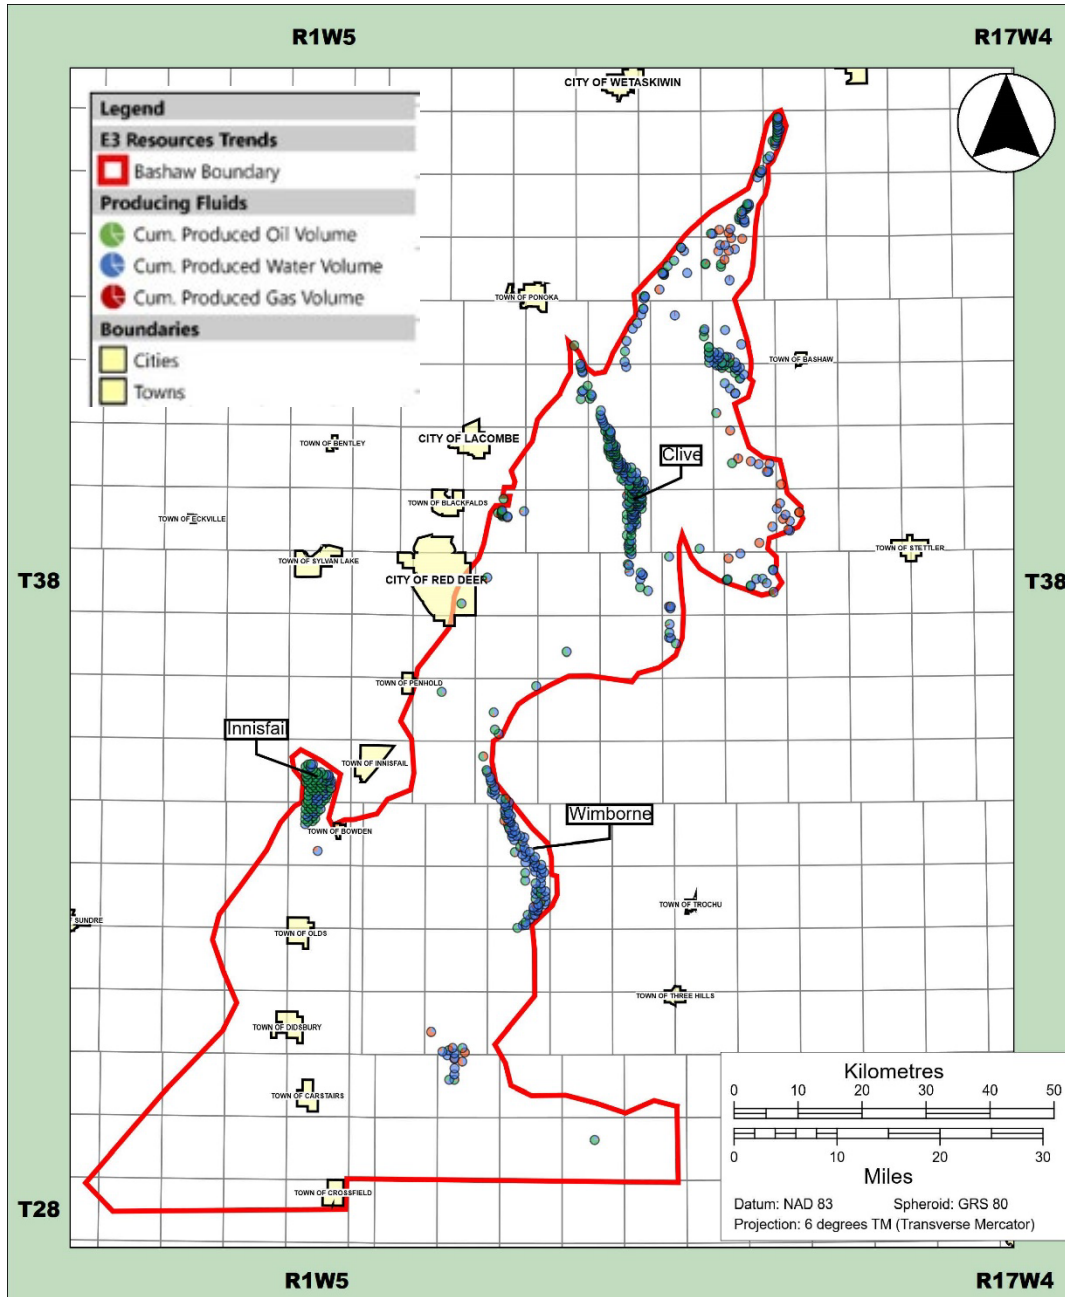 R1W5
R17W4
CITY OF WETASKIWIN
Legend
E3 Resources Trends
Bashaw Boundary
Producing Fluids
Cum. Produced Oil Volume
Cum. Produced Water Volume
Cum. Produced Gas Volume
Boundaries
Cities
Towns
TOWN OF PONOKA
TOWN OF BASHAW
CITY OF LACOMBE
TOWN OF BENTLEY
Clive
TOWN OF BLACKFALDS
TOWN OF ECKVILLE
TOWN OF STETTLER
TOWN OF SYLVAN LAKE
CITY OF RED DEER
T38
T38
TOWN OF PENHOLD
Innisfail
TOWN OF INNISFAIL
Wimborne
TOWN OF BOWDEN
TOWN OF TROCHU
SUNDRE
TOWN OF OLDS
TOWN OF THREE HILLS
TOWN OF DIDSBURY
Kilometres
0 10 20 30 40 50
TOWN OF CARSTAIRS
0 10 20 30
Miles
TOWN OF CROSSFIELD
Datum: NAD 83 Spheroid: GRS 80
Projection: 6 degrees TM (Transverse Mercator)
T28
R1W5
R17W4